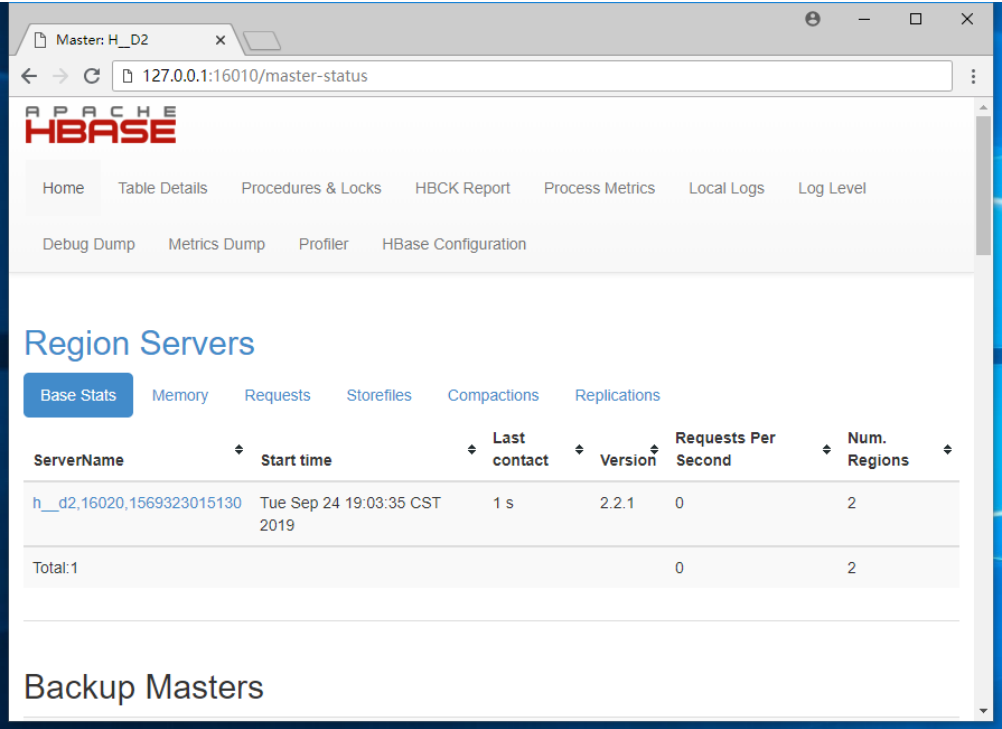 Master: H__D2
127.0.0.1:16010/master-status
APACHE
HBASE
Home Table Details Procedures & Locks HBCK Report Process Metrics Local Logs Log Level
Debug Dump Metrics Dump Profiler HBase Configuration
Region Servers
Base Stats Memory Requests Storefiles Compactions Replications
ServerName Start time Last contact Version Requests Per Second Num. Regions
h__d2,16020,1569323015130 Tue Sep 24 19:03:35 CST 2019 1 s 2.2.1 0 2
Total:1 0 2
Backup Masters